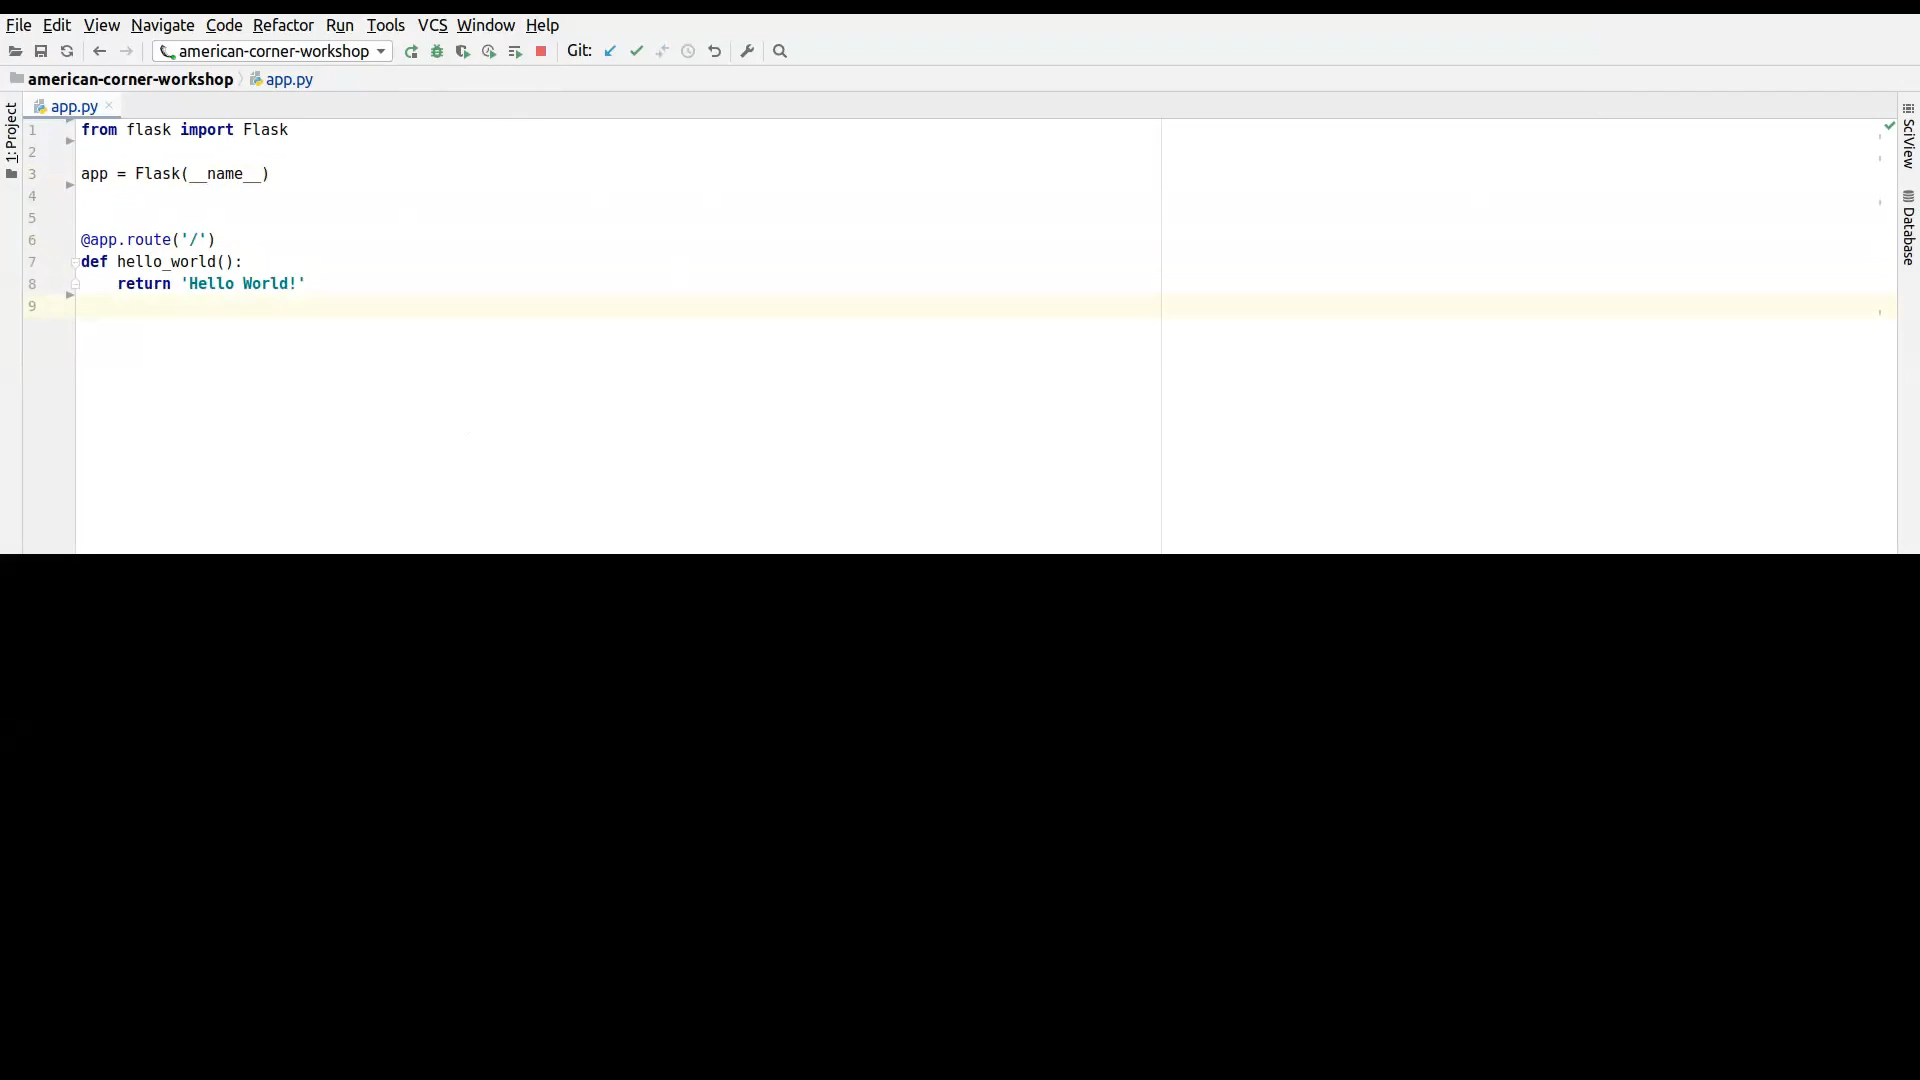 File Edit View Navigate Code Refactor Run Tools VCS Window Help
american-corner-workshop Git:
american-corner-workshop app.py
app.py
1: Project
1 from flask import Flask
2
3 app = Flask(__name__)
4
5
6 @app.route('/')
7 def hello_world():
8     return 'Hello World!'
9
SciView
Database